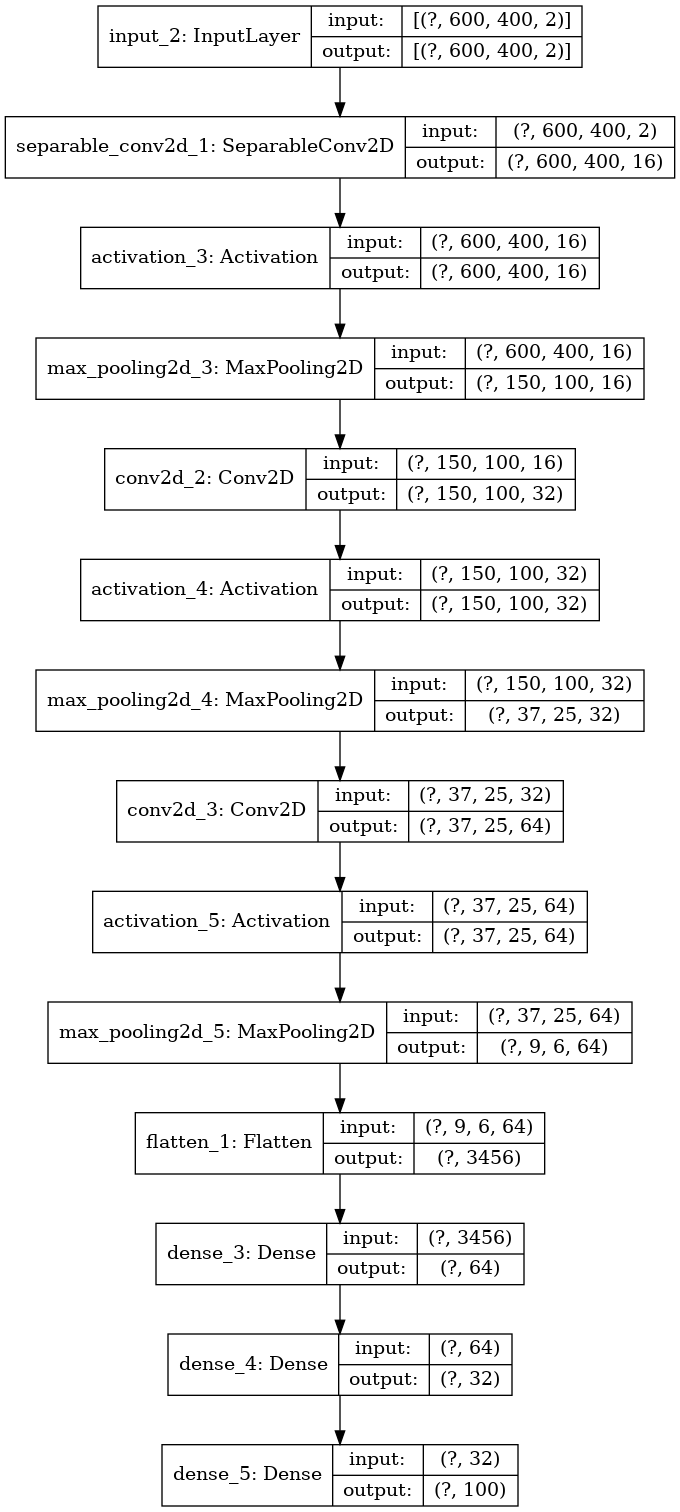 input_2: InputLayer
input:
[(?, 600, 400, 2)]
output:
[(?, 600, 400, 2)]
separable_conv2d_1: SeparableConv2D
input:
(?, 600, 400, 2)
output:
(?, 600, 400, 16)
activation_3: Activation
input:
(?, 600, 400, 16)
output:
(?, 600, 400, 16)
max_pooling2d_3: MaxPooling2D
input:
(?, 600, 400, 16)
output:
(?, 150, 100, 16)
conv2d_2: Conv2D
input:
(?, 150, 100, 16)
output:
(?, 150, 100, 32)
activation_4: Activation
input:
(?, 150, 100, 32)
output:
(?, 150, 100, 32)
max_pooling2d_4: MaxPooling2D
input:
(?, 150, 100, 32)
output:
(?, 37, 25, 32)
conv2d_3: Conv2D
input:
(?, 37, 25, 32)
output:
(?, 37, 25, 64)
activation_5: Activation
input:
(?, 37, 25, 64)
output:
(?, 37, 25, 64)
max_pooling2d_5: MaxPooling2D
input:
(?, 37, 25, 64)
output:
(?, 9, 6, 64)
flatten_1: Flatten
input:
(?, 9, 6, 64)
output:
(?, 3456)
dense_3: Dense
input:
(?, 3456)
output:
(?, 64)
dense_4: Dense
input:
(?, 64)
output:
(?, 32)
dense_5: Dense
input:
(?, 32)
output:
(?, 100)